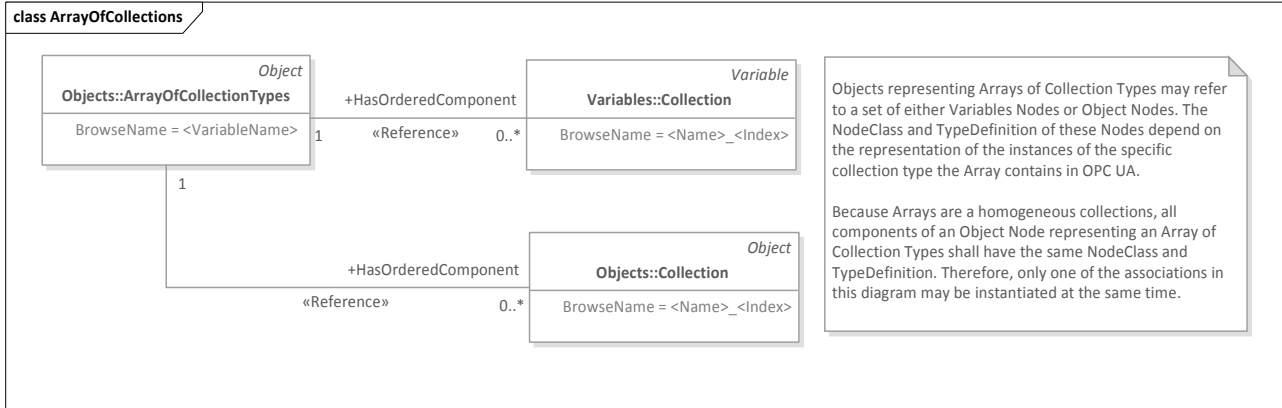 class ArrayOfCollections
Object
Objects::ArrayOfCollectionTypes
BrowseName = <VariableName>
+HasOrderedComponent
1 «Reference» 0..*
Variable
Variables::Collection
BrowseName = <Name>_<Index>
1
+HasOrderedComponent
«Reference» 0..*
Object
Objects::Collection
BrowseName = <Name>_<Index>
Objects representing Arrays of Collection Types may refer
to a set of either Variables Nodes or Object Nodes. The
NodeClass and TypeDefinition of these Nodes depend on
the representation of the instances of the specific
collection type the Array contains in OPC UA.
Because Arrays are a homogeneous collections, all
components of an Object Node representing an Array of
Collection Types shall have the same NodeClass and
TypeDefinition. Therefore, only one of the associations in
this diagram may be instantiated at the same time.